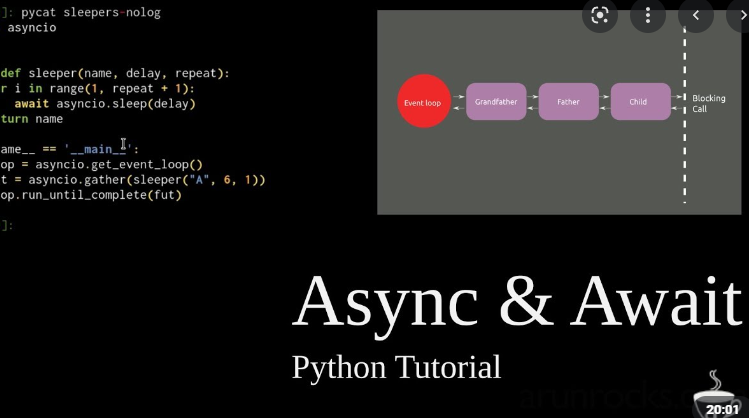 ]: pycat sleepers-nolog
asyncio
def sleeper(name, delay, repeat):
r i in range(1, repeat + 1):
await asyncio.sleep(delay)
turn name
ame__ == '__main__':
op = asyncio.get_event_loop()
t = asyncio.gather(sleeper("A", 6, 1))
op.run_until_complete(fut)
]:
Event loop
Grandfather
Father
Child
Blocking
Call
Async & Await
Python Tutorial
arunrocks.c
20:01